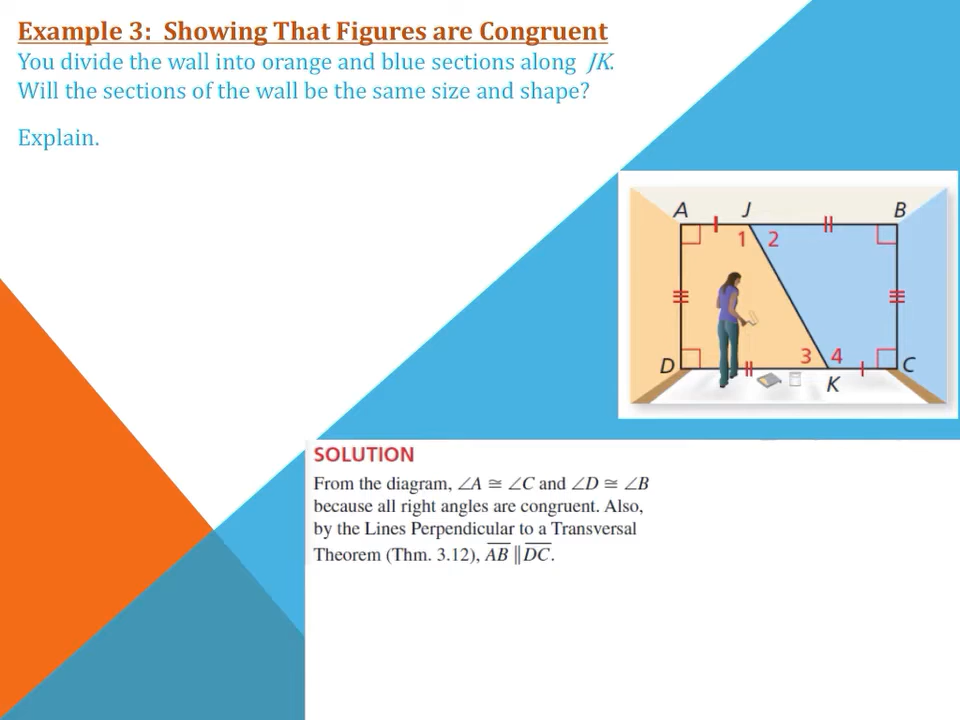 Example 3:  Showing That Figures are Congruent
You divide the wall into orange and blue sections along JK.
Will the sections of the wall be the same size and shape?
Explain.
A J B
1 2
3 4
D K C
SOLUTION
From the diagram, ∠A ≅ ∠C and ∠D ≅ ∠B
because all right angles are congruent. Also,
by the Lines Perpendicular to a Transversal
Theorem (Thm. 3.12), A̅B̅ ∥ D̅C̅.